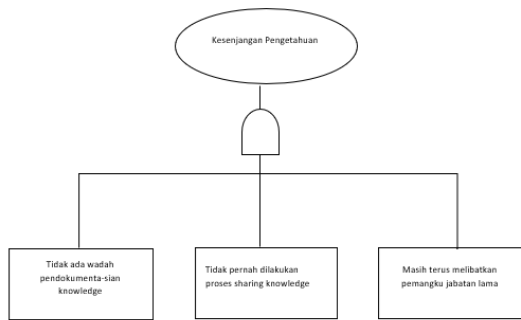 Kesenjangan Pengetahuan
Tidak ada wadah
pendokumenta-sian
knowledge
Tidak pernah dilakukan
proses sharing knowledge
Masih terus melibatkan
pemangku jabatan lama